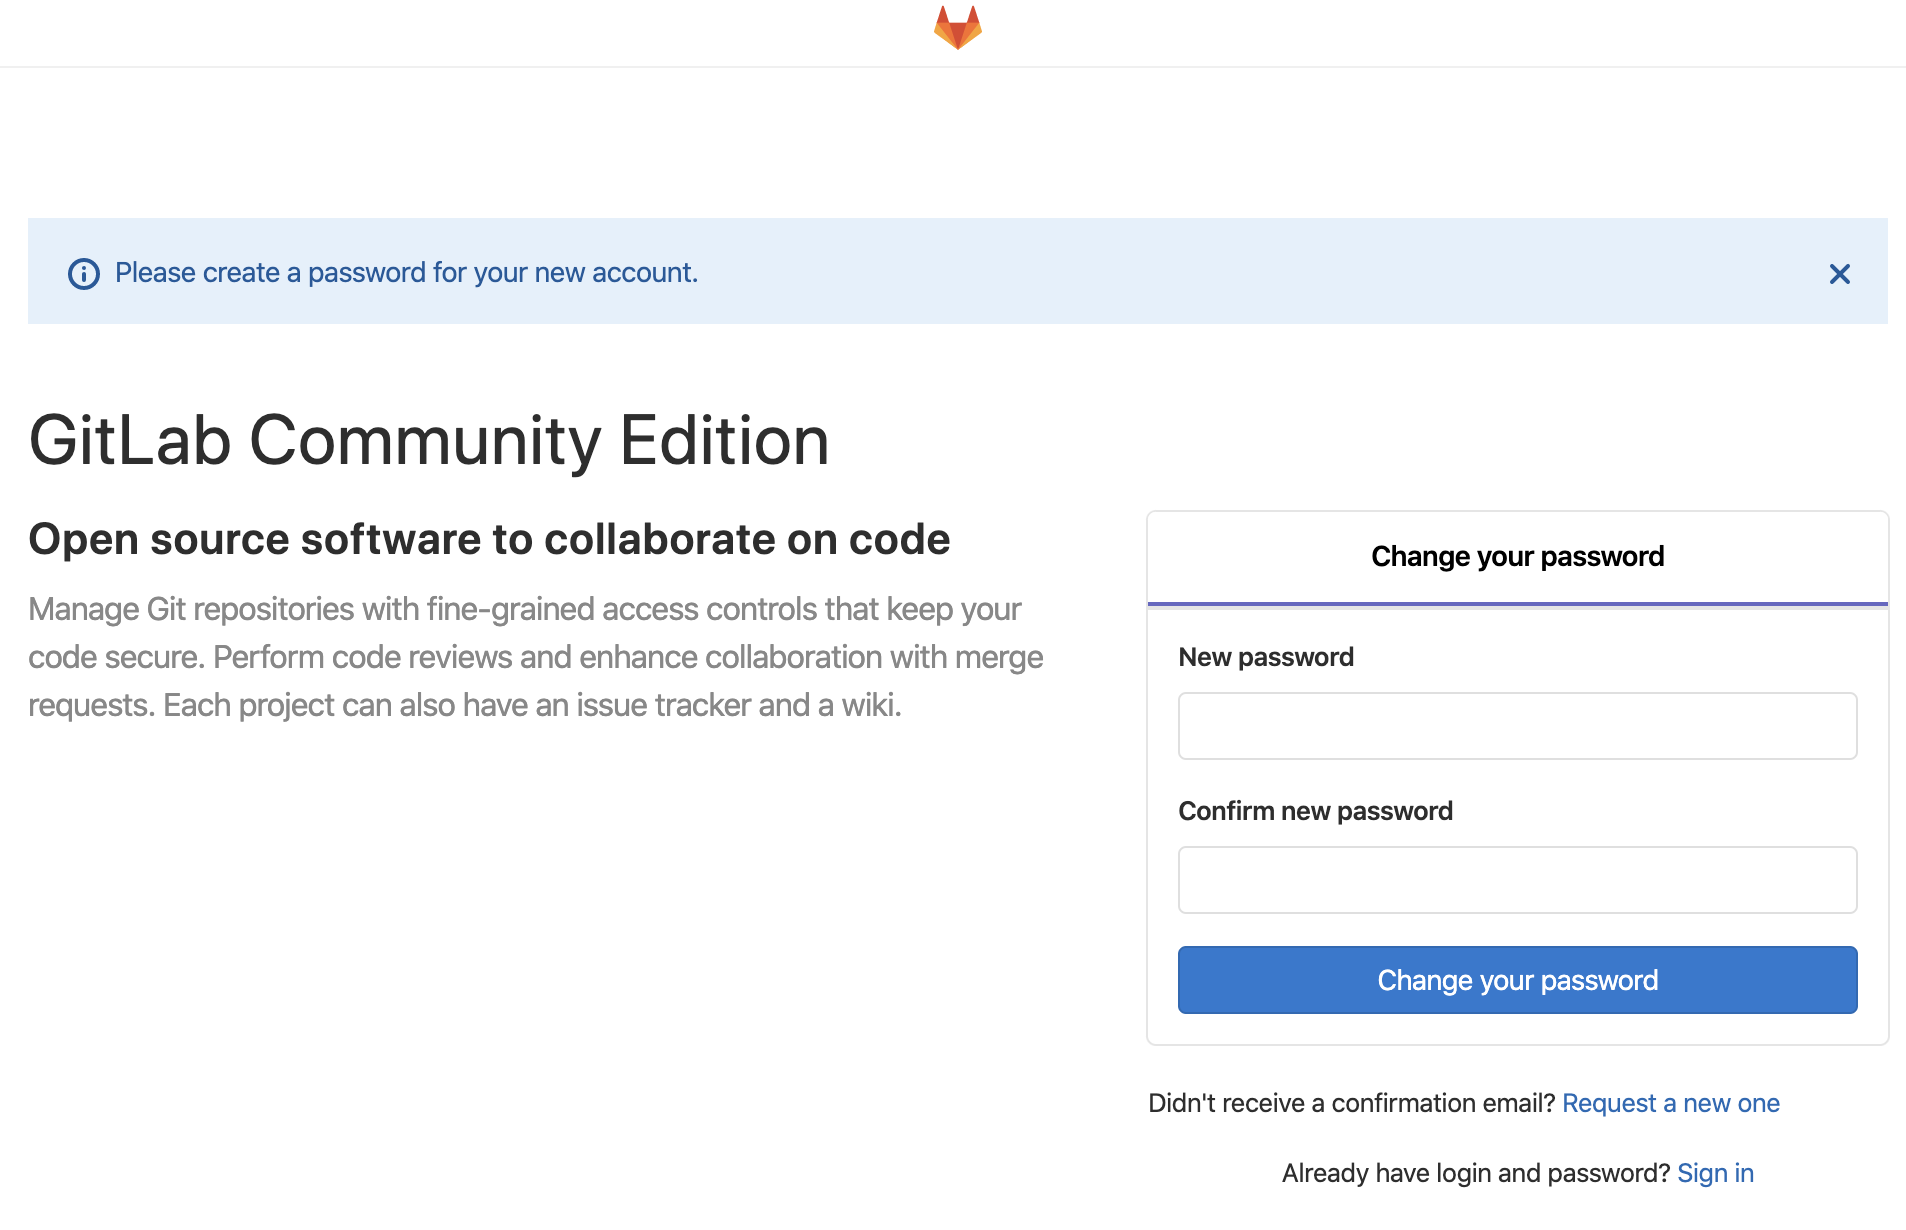 Please create a password for your new account.
GitLab Community Edition
Open source software to collaborate on code
Manage Git repositories with fine-grained access controls that keep your
code secure. Perform code reviews and enhance collaboration with merge
requests. Each project can also have an issue tracker and a wiki.
Change your password
New password
Confirm new password
Change your password
Didn't receive a confirmation email? Request a new one
Already have login and password? Sign in